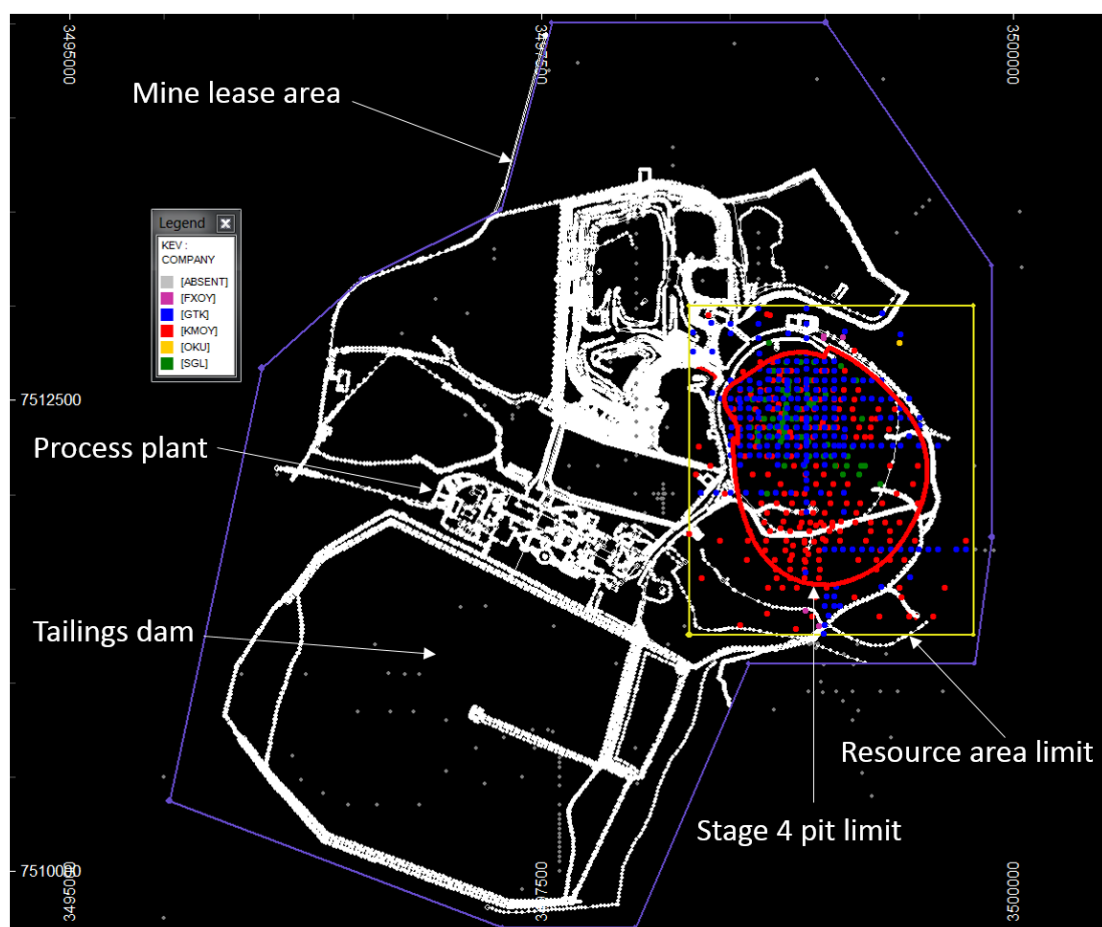 3495000
3497500
3500000
Mine lease area
Legend
KEV :
COMPANY
[ABSENT]
[FXOY]
[GTK]
[KMOY]
[OKU]
[SGL]
7512500
Process plant
Tailings dam
Resource area limit
Stage 4 pit limit
7510000
3495000
3497500
3500000